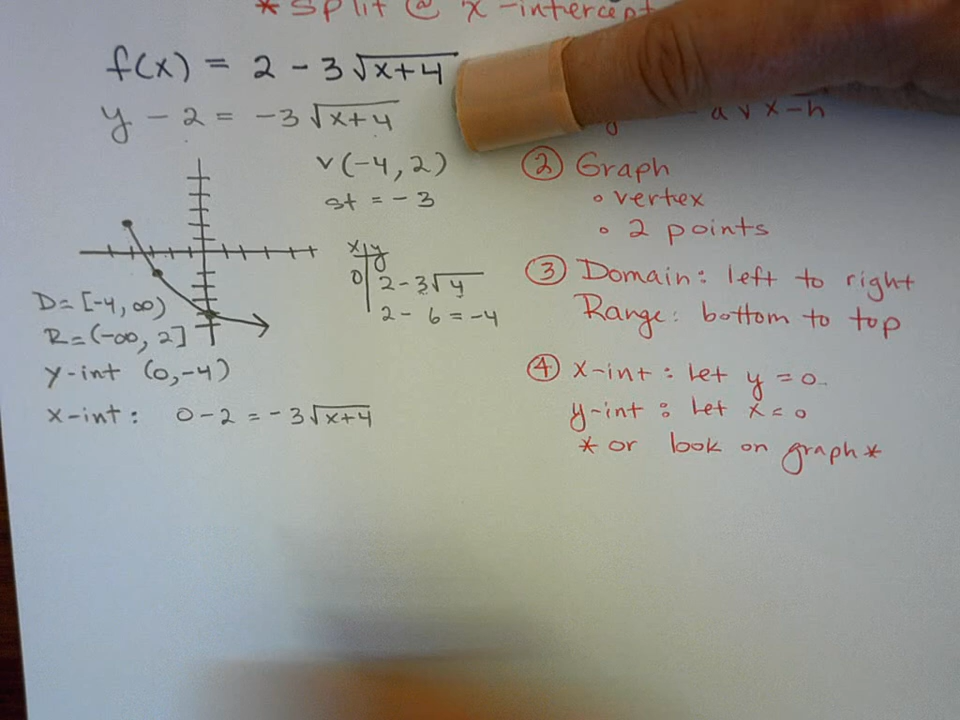 * Split @ x-intercept
f(x) = 2 - 3√x+4
y - 2 = -3√x+4
v(-4, 2)
st = -3
x y
0 2 - 3√4
2 - 6 = -4
D = [-4, ∞)
R = (-∞, 2]
y-int (0, -4)
x-int : 0 - 2 = -3√x+4
a√x-h
② Graph
• vertex
• 2 points
③ Domain: left to right
Range: bottom to top
④ x-int : Let y = 0.
y-int : Let x = 0
* or look on graph *